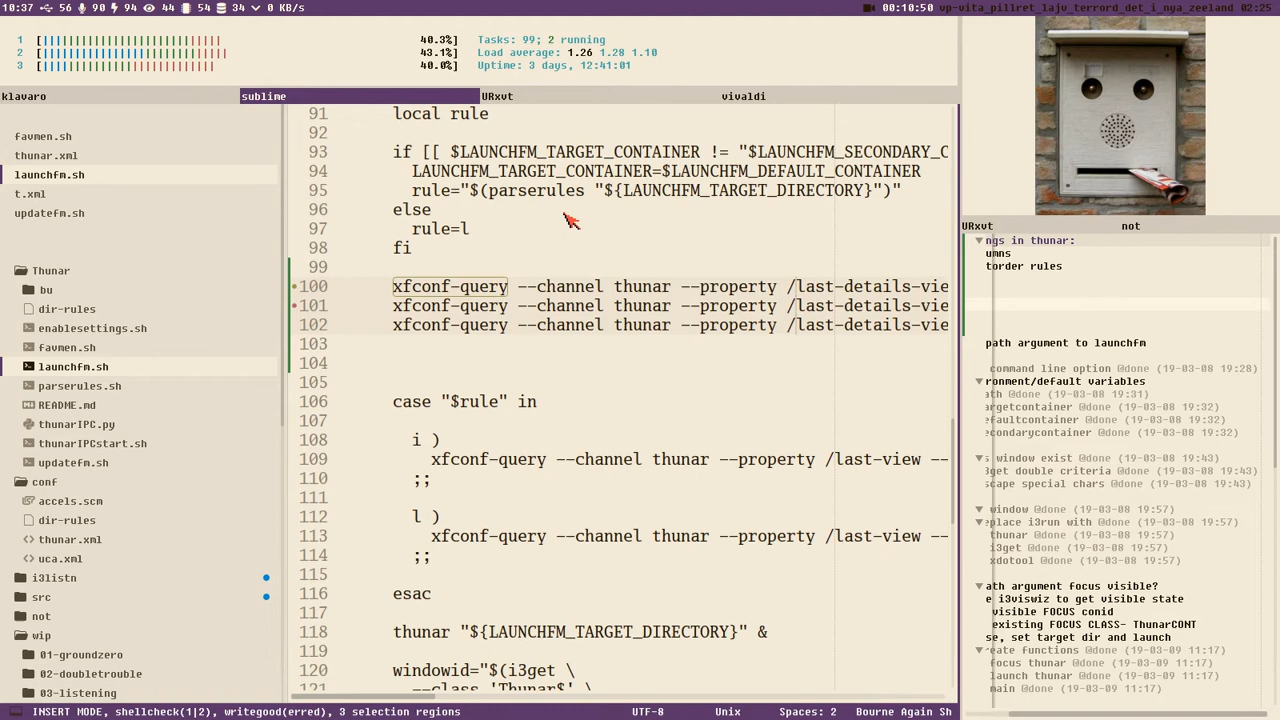 10:37 56 90 94 44 54 34 0 KB/s 00:10:50 vp-vita_pillret_lajv_terrord_det_i_nya_zeeland 02:25
1 [||||||||||||||||||||||||||||||||||| 40.3%] Tasks: 99; 2 running
2 [|||||||||||||||||||||||||||||||||||| 43.1%] Load average: 1.26 1.28 1.10
3 [|||||||||||||||||||||||||||||||||| 40.0%] Uptime: 3 days, 12:41:01
klavaro sublime URxvt vivaldi
favmen.sh
thunar.xml
launchfm.sh
t.xml
updatefm.sh
Thunar
bu
dir-rules
enablesettings.sh
favmen.sh
launchfm.sh
parserules.sh
README.md
thunarIPC.py
thunarIPCstart.sh
updatefm.sh
conf
accels.scm
dir-rules
thunar.xml
uca.xml
i3listn
src
not
wip
01-groundzero
02-doubletrouble
03-listening
91 local rule
92
93 if [[ $LAUNCHFM_TARGET_CONTAINER != "$LAUNCHFM_SECONDARY_C
94 LAUNCHFM_TARGET_CONTAINER=$LAUNCHFM_DEFAULT_CONTAINER
95 rule="$(parserules "${LAUNCHFM_TARGET_DIRECTORY}")"
96 else
97 rule=l
98 fi
99
100 xfconf-query --channel thunar --property /last-details-vie
101 xfconf-query --channel thunar --property /last-details-vie
102 xfconf-query --channel thunar --property /last-details-vie
103
104
105
106 case "$rule" in
107
108 i )
109 xfconf-query --channel thunar --property /last-view --
110 ;;
111
112 l )
113 xfconf-query --channel thunar --property /last-view --
114 ;;
115
116 esac
117
118 thunar "${LAUNCHFM_TARGET_DIRECTORY}" &
119
120 windowid="$(i3get \
121 --class 'Thunar$' \
URxvt not
ngs in thunar:
umns
torder rules
path argument to launchfm
command line option @done (19-03-08 19:28)
ronment/default variables
ath @done (19-03-08 19:31)
argetcontainer @done (19-03-08 19:32)
efaultcontainer @done (19-03-08 19:32)
econdarycontainer @done (19-03-08 19:32)
s window exist @done (19-03-08 19:43)
3get double criteria @done (19-03-08 19:43)
scape special chars @done (19-03-08 19:43)
window @done (19-03-08 19:57)
eplace i3run with @done (19-03-08 19:57)
thunar @done (19-03-08 19:57)
i3get @done (19-03-08 19:57)
xdotool @done (19-03-08 19:57)
ath argument focus visible?
e i3viswiz to get visible state
visible FOCUS conid
existing FOCUS CLASS- ThunarCONT
se, set target dir and launch
reate functions @done (19-03-09 11:17)
focus thunar @done (19-03-09 11:17)
launch thunar @done (19-03-09 11:17)
main @done (19-03-09 11:17)
INSERT MODE, shellcheck(1|2), writegood(erred), 3 selection regions UTF-8 Unix Spaces: 2 Bourne Again Sh